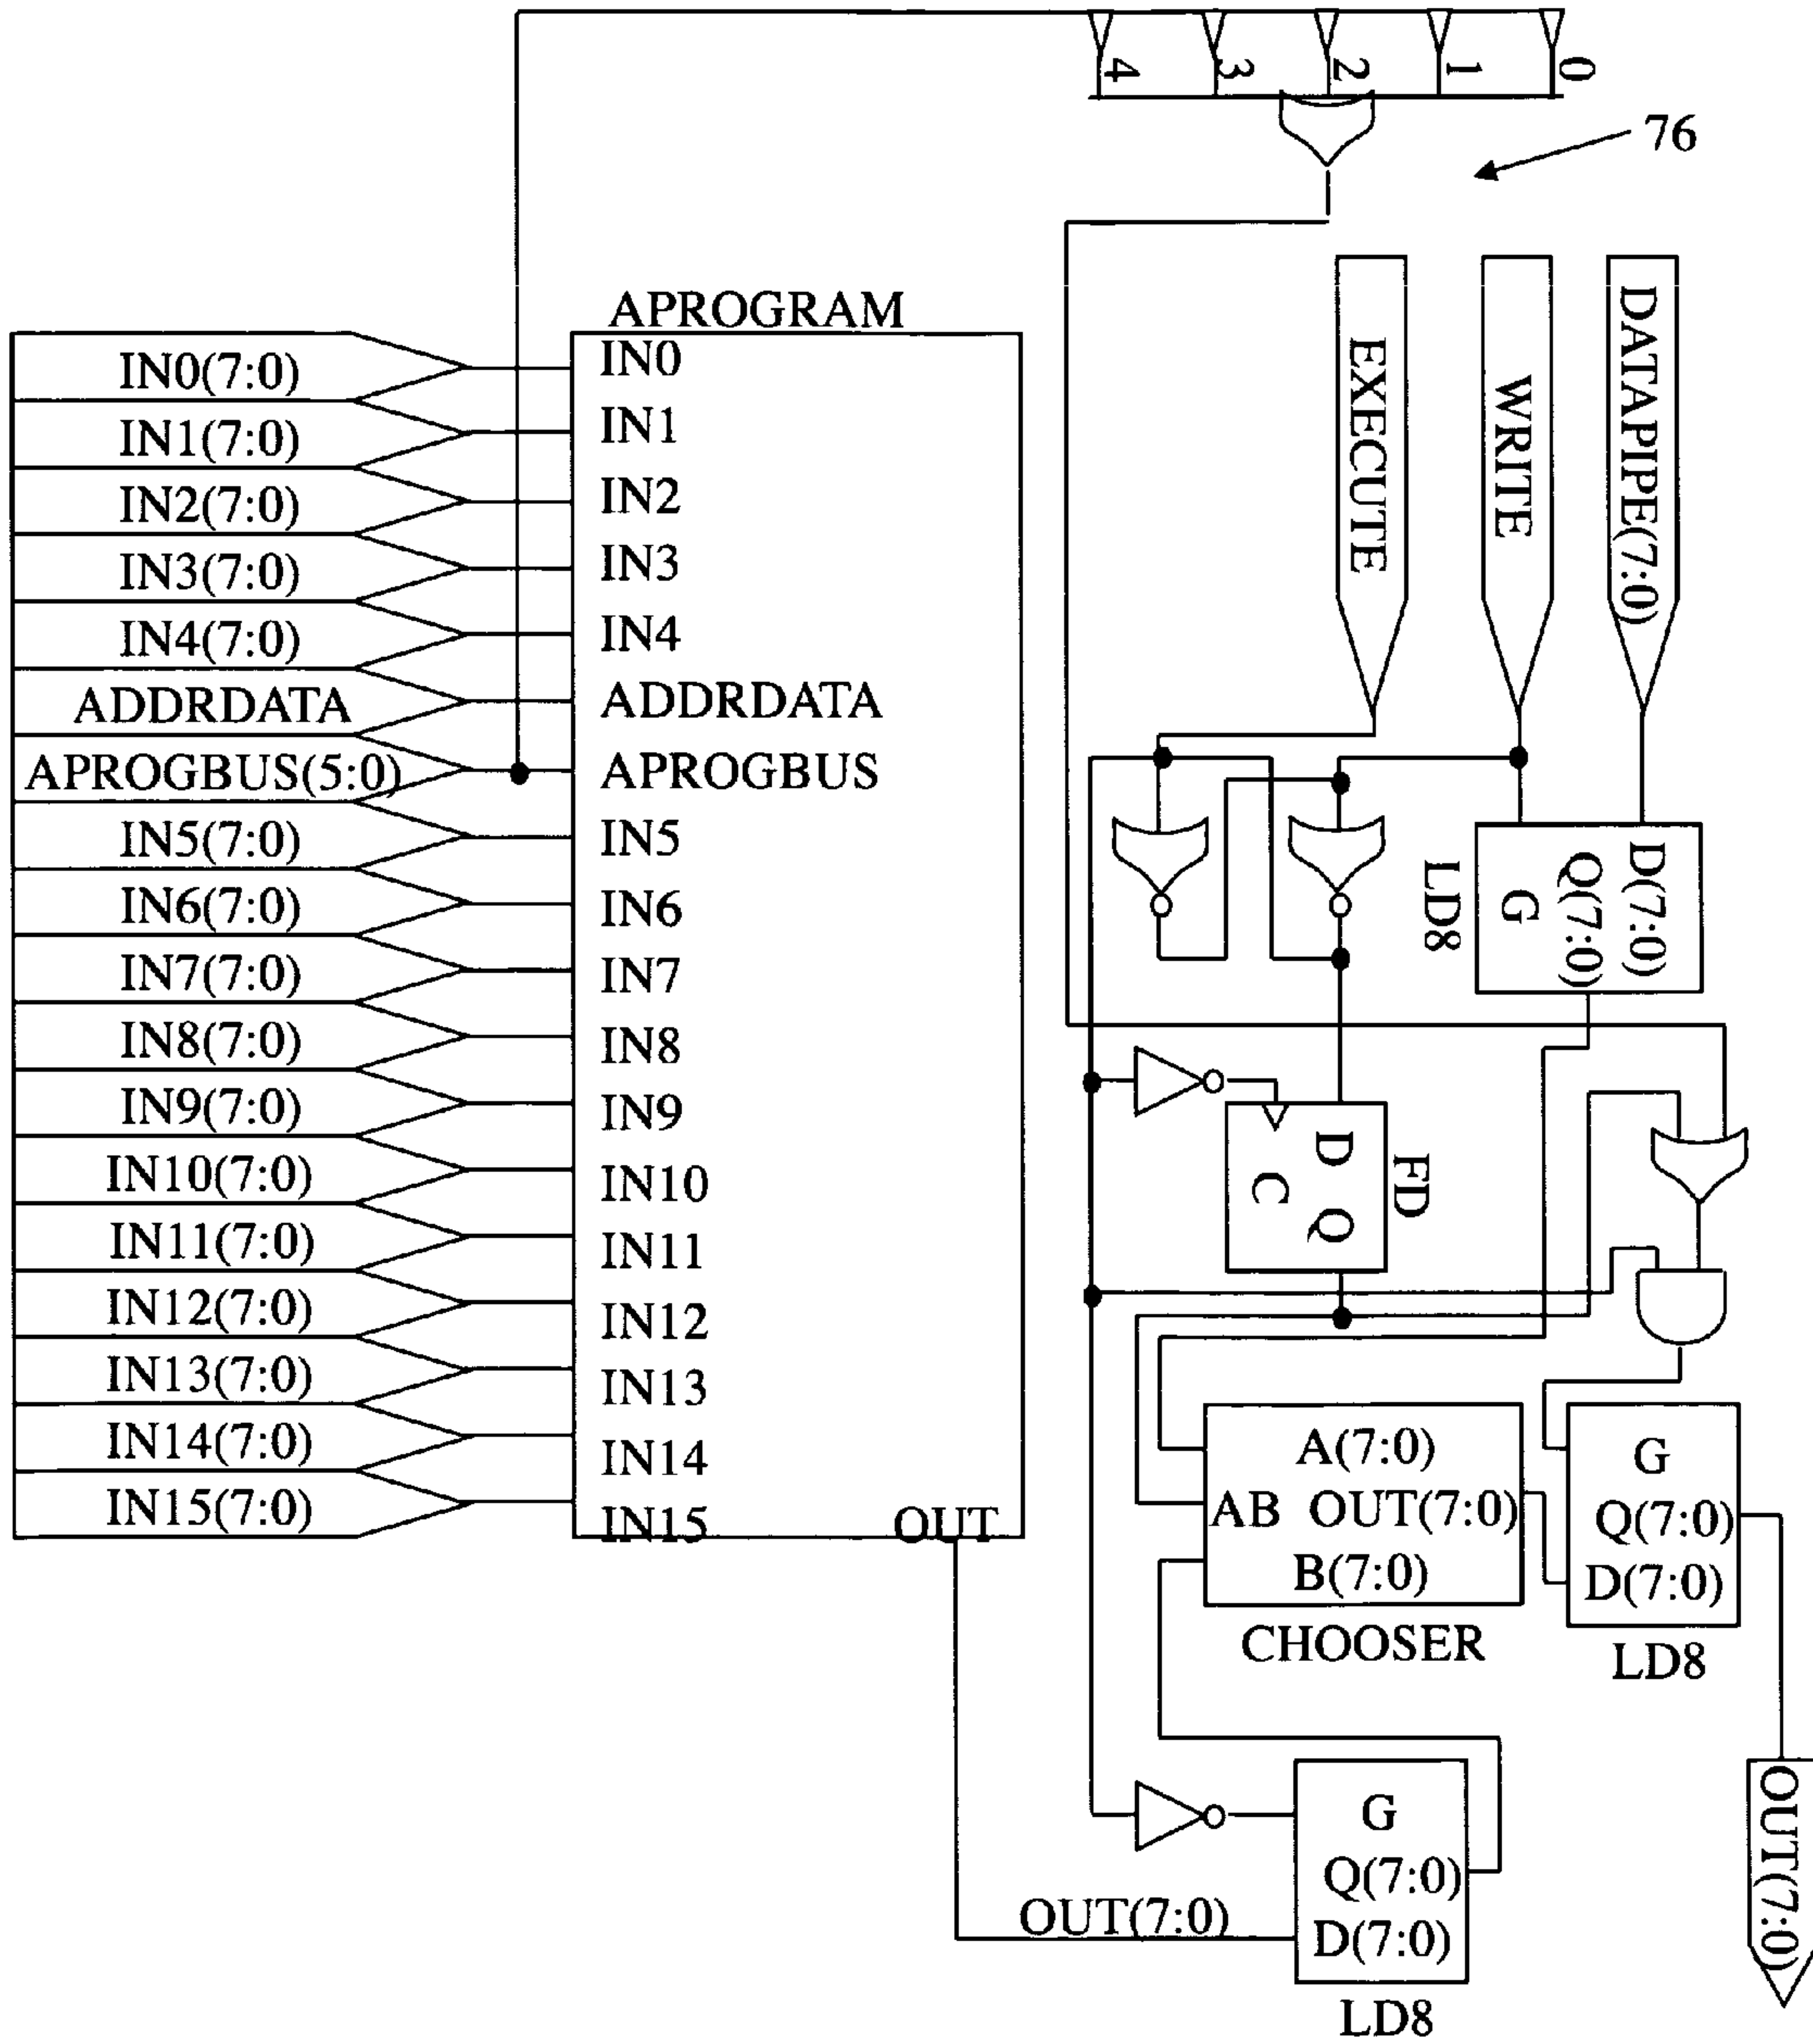 4
3
2
1
0
76
EXECUTE
WRITE
DATAPIPE(7:0)
APROGRAM
IN0(7:0)
IN1(7:0)
IN2(7:0)
IN3(7:0)
IN4(7:0)
ADDRDATA
APROGBUS(5:0)
IN5(7:0)
IN6(7:0)
IN7(7:0)
IN8(7:0)
IN9(7:0)
IN10(7:0)
IN11(7:0)
IN12(7:0)
IN13(7:0)
IN14(7:0)
IN15(7:0)
IN0
IN1
IN2
IN3
IN4
ADDRDATA
APROGBUS
IN5
IN6
IN7
IN8
IN9
IN10
IN11
IN12
IN13
IN14
IN15
OUT
D(7:0)
Q(7:0)
G
LD8
D
Q
C
FD
A(7:0)
AB
OUT(7:0)
B(7:0)
CHOOSER
G
Q(7:0)
D(7:0)
LD8
OUT(7:0)
G
Q(7:0)
D(7:0)
LD8
OUT(7:0)